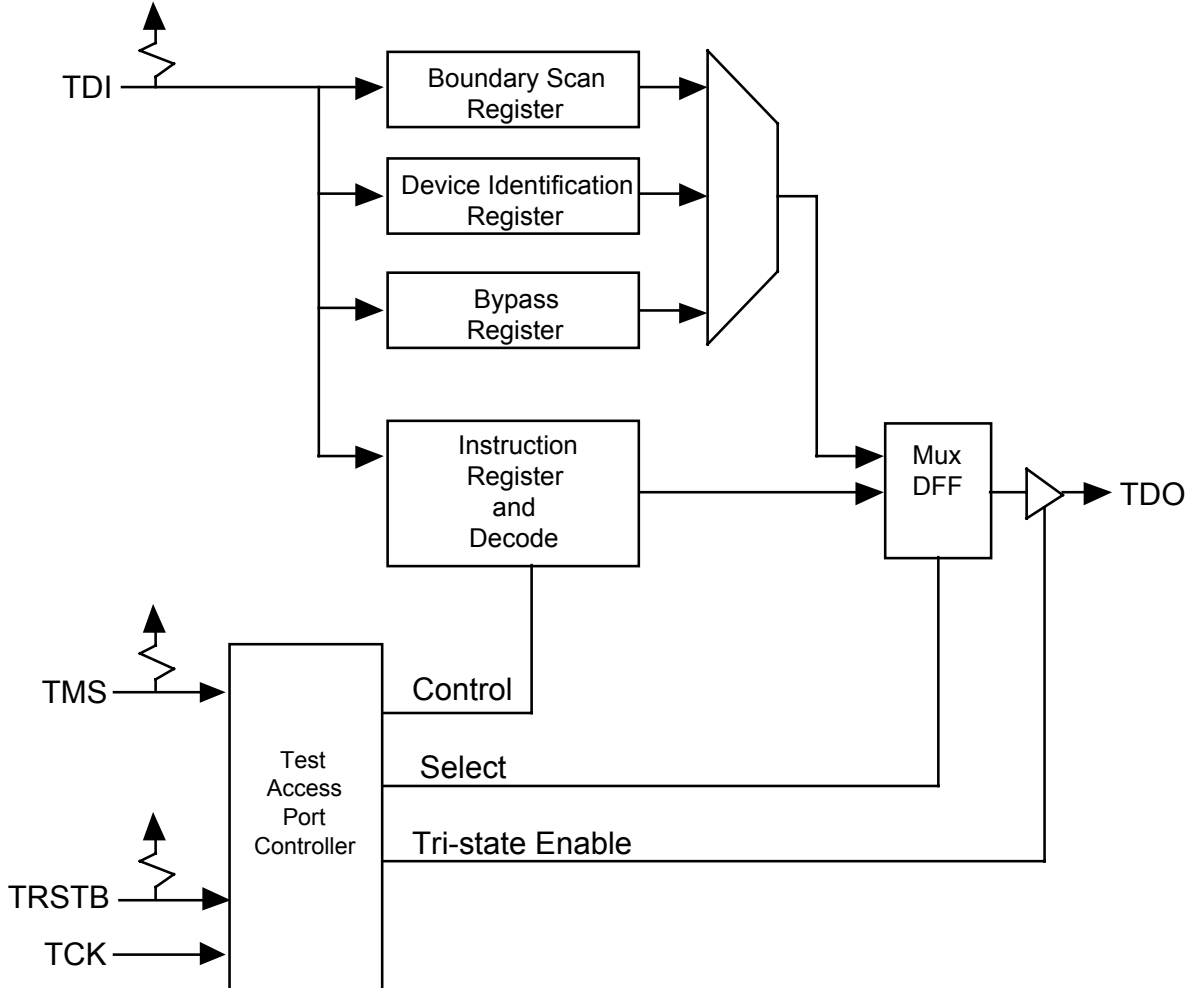 TDI
Boundary Scan
Register
Device Identification
Register
Bypass
Register
Instruction
Register
and
Decode
Mux
DFF
TDO
TMS
Control
Select
Test
Access
Port
Controller
Tri-state Enable
TRSTB
TCK